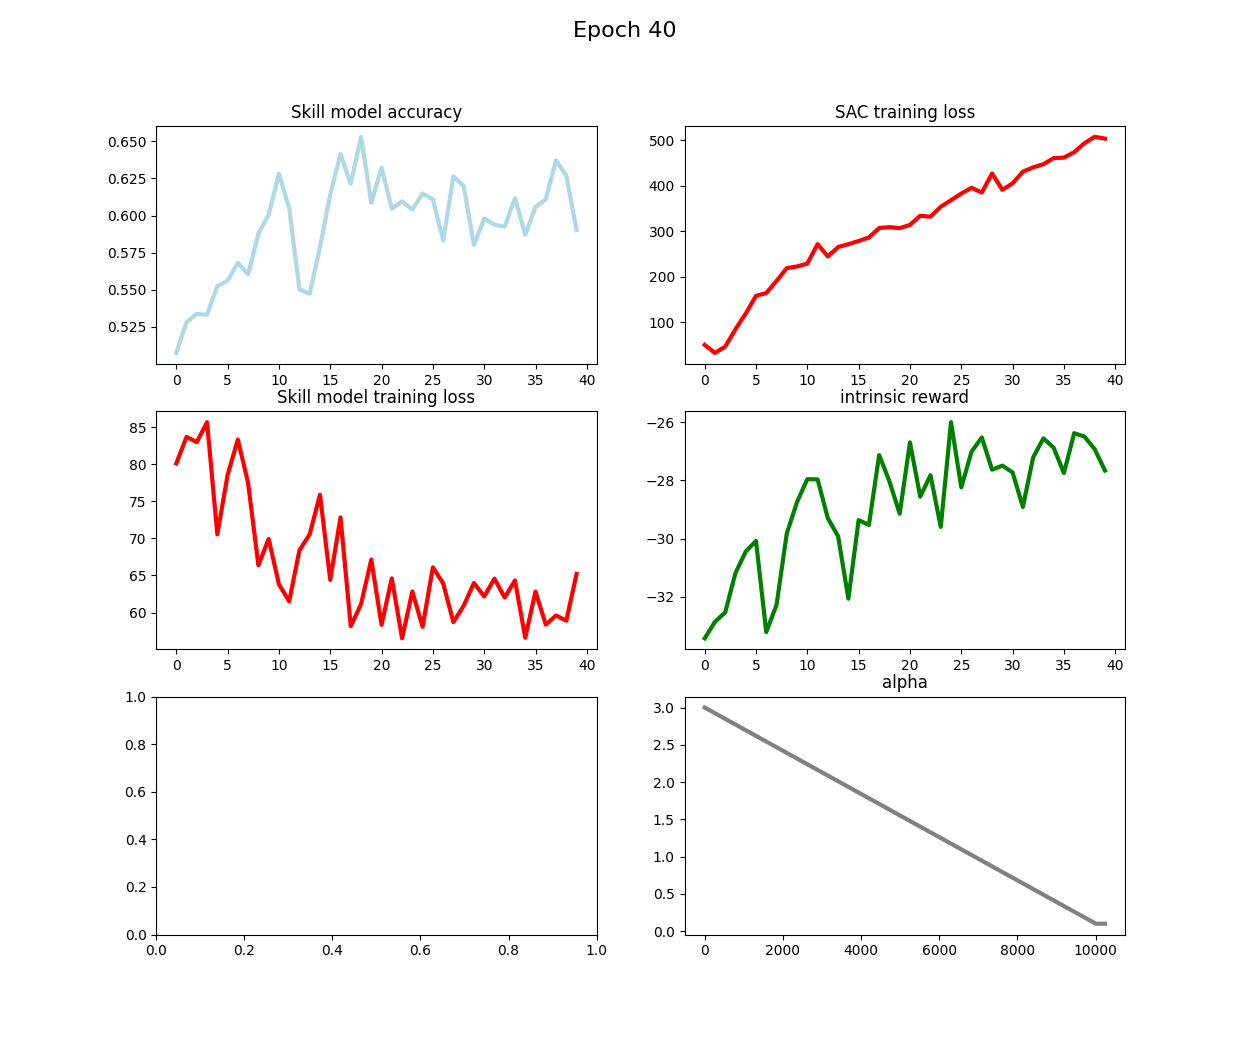 Epoch 40
Skill model accuracy
0.650
0.625
0.600
0.575
0.550
0.525
0 5 10 15 20 25 30 35 40
SAC training loss
500
400
300
200
100
0 5 10 15 20 25 30 35 40
Skill model training loss
85
80
75
70
65
60
0 5 10 15 20 25 30 35 40
intrinsic reward
−26
−28
−30
−32
0 5 10 15 20 25 30 35 40
1.0
0.8
0.6
0.4
0.2
0.0
0.0 0.2 0.4 0.6 0.8 1.0
alpha
3.0
2.5
2.0
1.5
1.0
0.5
0.0
0 2000 4000 6000 8000 10000